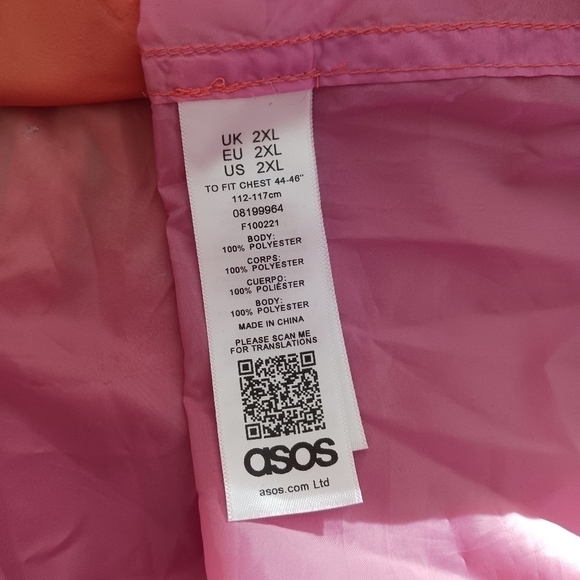 UK 2XL
EU 2XL
US 2XL
TO FIT CHEST 44-46"
112-117cm
08199964
F100221
BODY:
100% POLYESTER
CORPS:
100% POLYESTER
CUERPO:
100% POLIÉSTER
BODY:
100% POLYESTER
MADE IN CHINA
PLEASE SCAN ME
FOR TRANSLATIONS
asos
asos.com Ltd